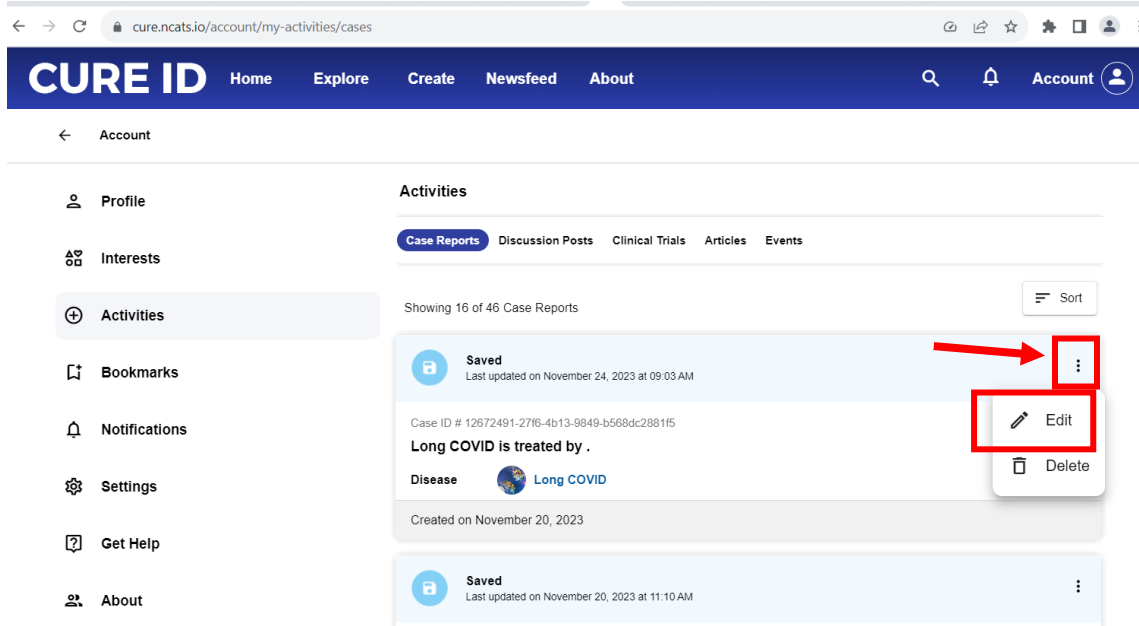 cure.ncats.io/account/my-activities/cases
CURE ID Home Explore Create Newsfeed About Account
Account
Profile
Interests
Activities
Bookmarks
Notifications
Settings
Get Help
About
Activities
Case Reports Discussion Posts Clinical Trials Articles Events
Showing 16 of 46 Case Reports
Sort
Saved
Last updated on November 24, 2023 at 09:03 AM
Edit
Delete
Case ID # 12672491-27f6-4b13-9849-b568dc2881f5
Long COVID is treated by .
Disease Long COVID
Created on November 20, 2023
Saved
Last updated on November 20, 2023 at 11:10 AM